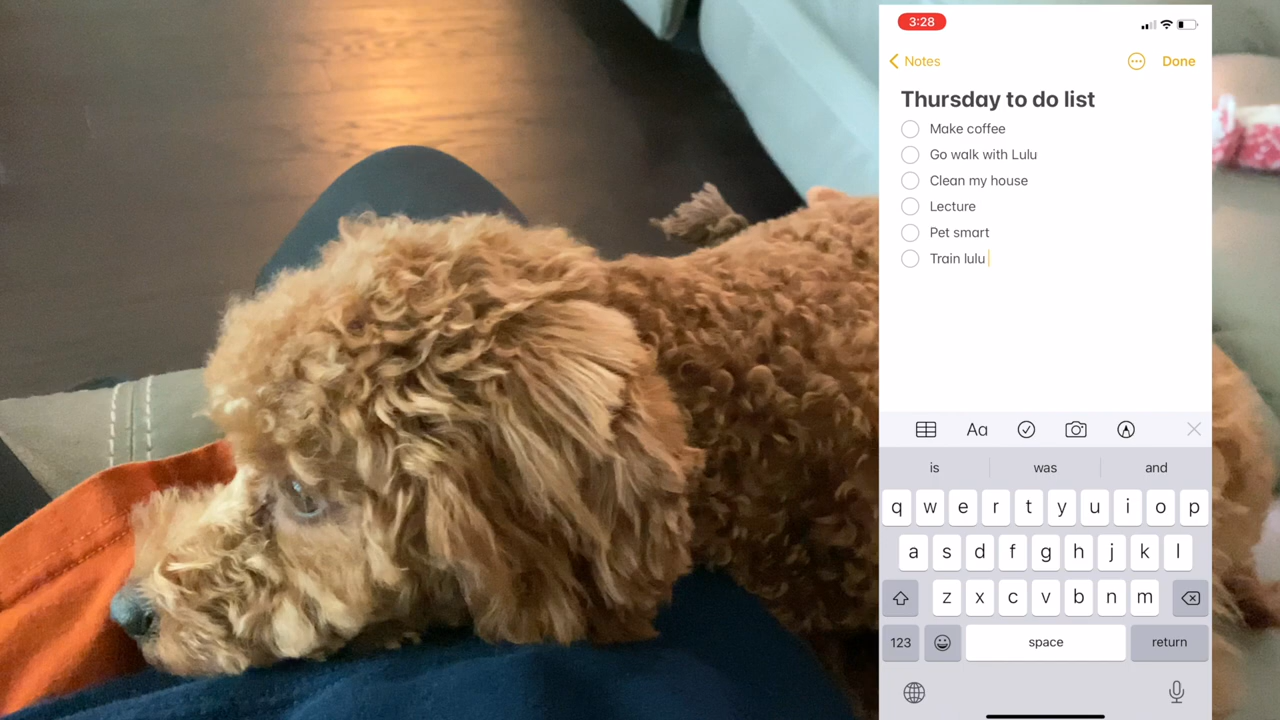 3:28
Notes
Done
Thursday to do list
Make coffee
Go walk with Lulu
Clean my house
Lecture
Pet smart
Train lulu
Aa
is was and
q w e r t y u i o p
a s d f g h j k l
z x c v b n m
123 space return